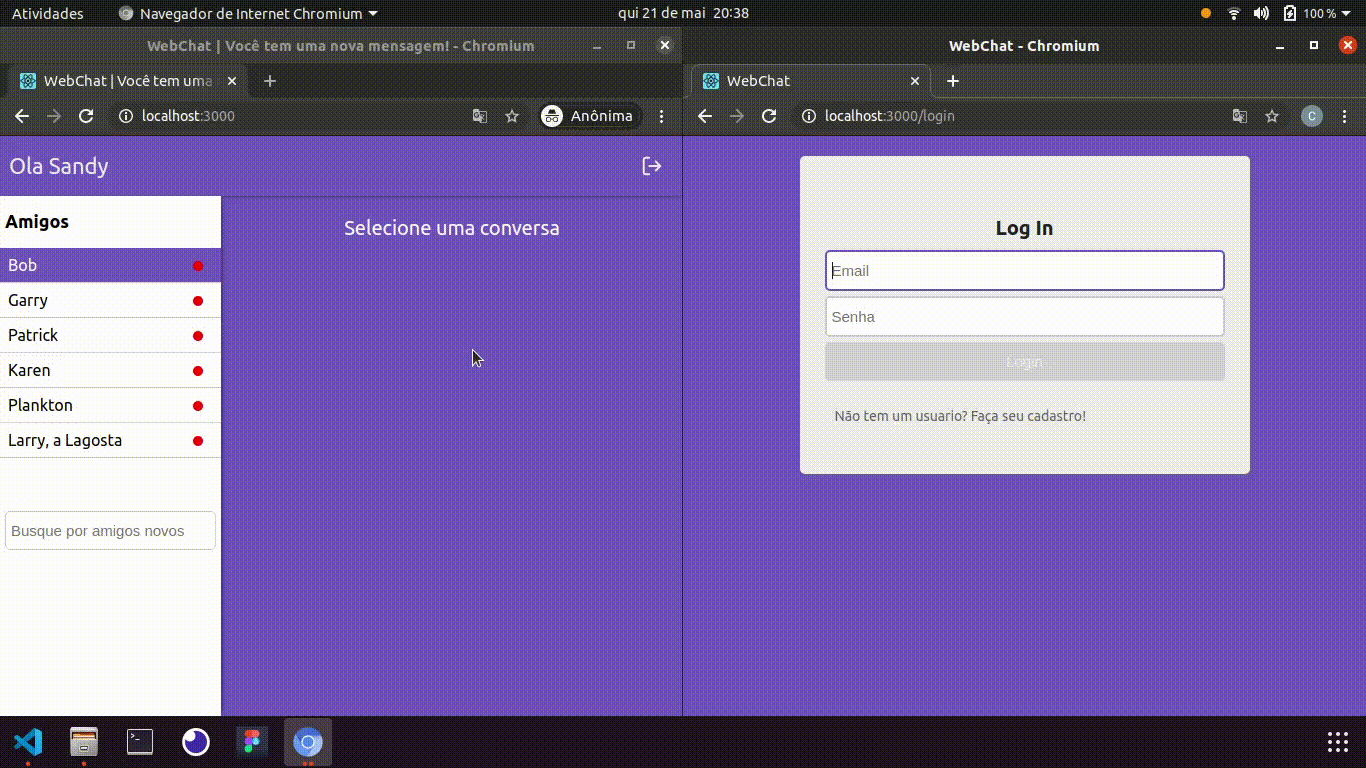 Atividades
Navegador de Internet Chromium
qui 21 de mai 20:38
100 %
WebChat | Você tem uma nova mensagem! - Chromium
WebChat | Você tem uma
localhost:3000
Anônima
Ola Sandy
Amigos
Bob
Garry
Patrick
Karen
Plankton
Larry, a Lagosta
Busque por amigos novos
Selecione uma conversa
WebChat - Chromium
WebChat
localhost:3000/login
C
Log In
Email
Senha
Login
Não tem um usuario? Faça seu cadastro!